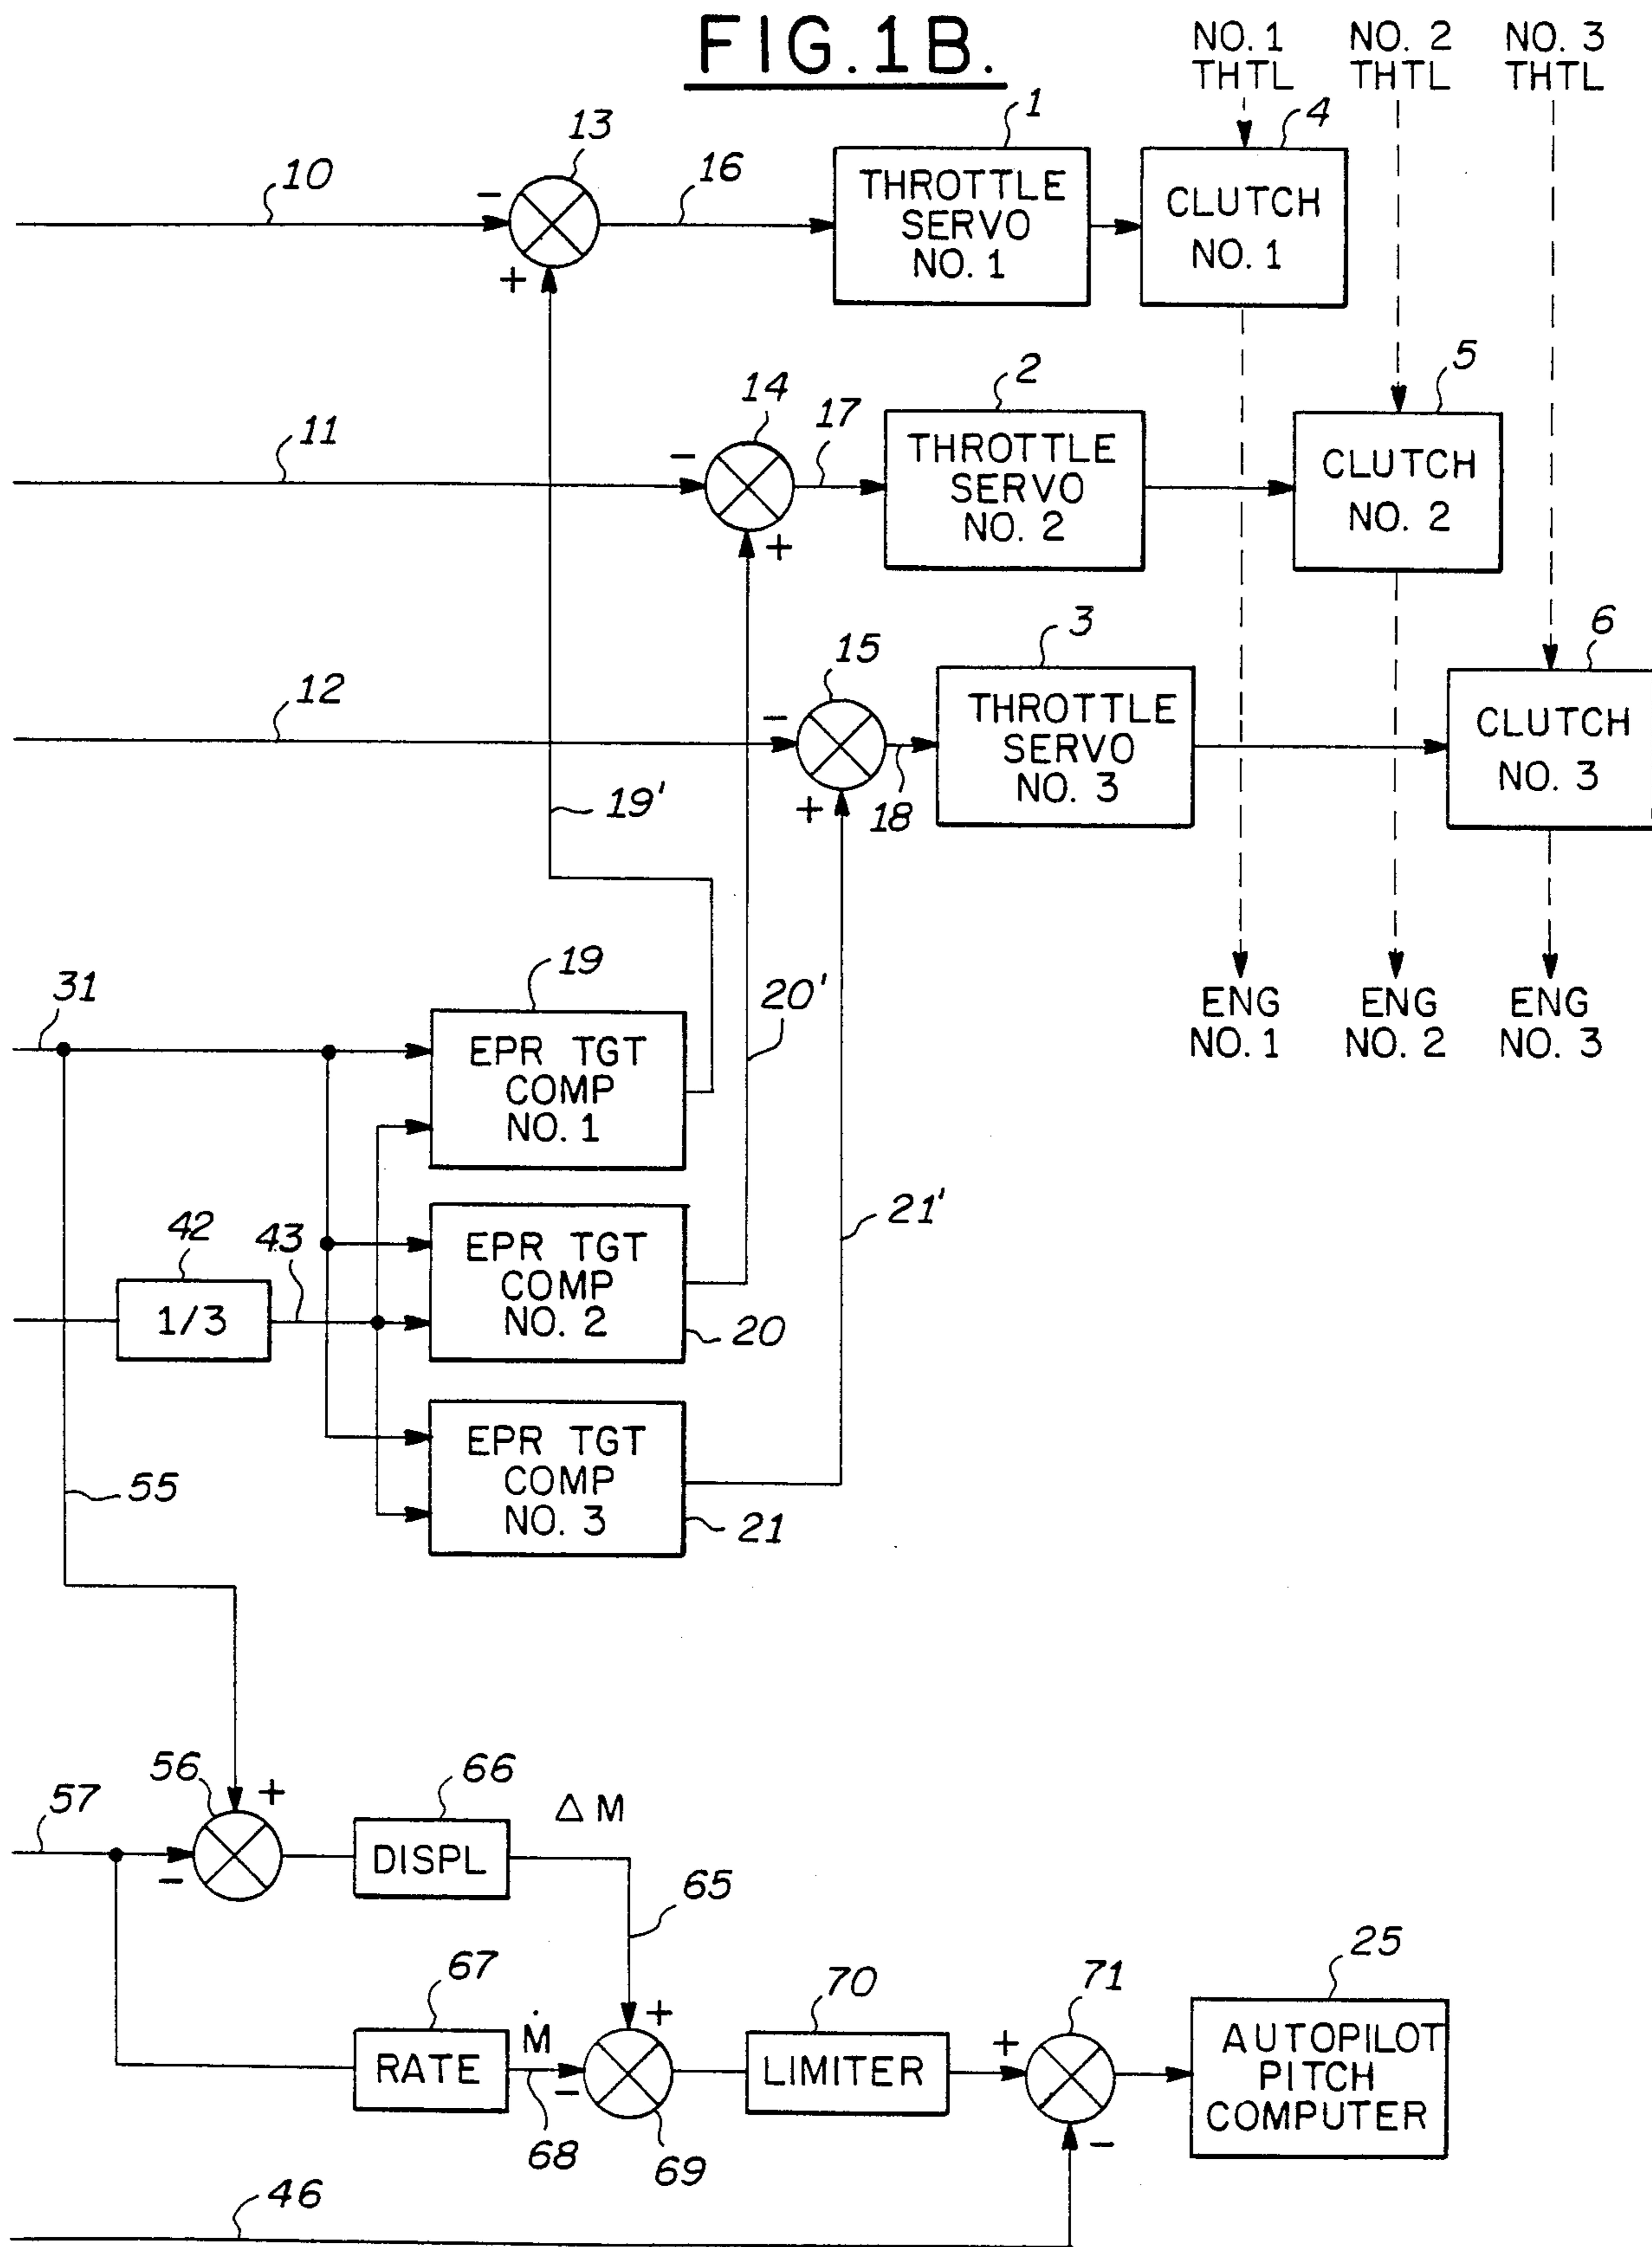 FIG.1B.
NO. 1
THTL
NO. 2
THTL
NO. 3
THTL
10
-
13
+
16
1
THROTTLE
SERVO
NO. 1
4
CLUTCH
NO. 1
11
-
14
+
17
2
THROTTLE
SERVO
NO. 2
5
CLUTCH
NO. 2
12
-
15
+
18
3
THROTTLE
SERVO
NO. 3
6
CLUTCH
NO. 3
19'
20'
21'
ENG
NO. 1
ENG
NO. 2
ENG
NO. 3
31
19
EPR TGT
COMP
NO. 1
42
1/3
43
EPR TGT
COMP
NO. 2
20
55
EPR TGT
COMP
NO. 3
21
57
56
+
-
66
DISPL
Δ M
65
67
RATE
Ṁ
-
68
+
69
70
LIMITER
+
71
-
25
AUTOPILOT
PITCH
COMPUTER
46